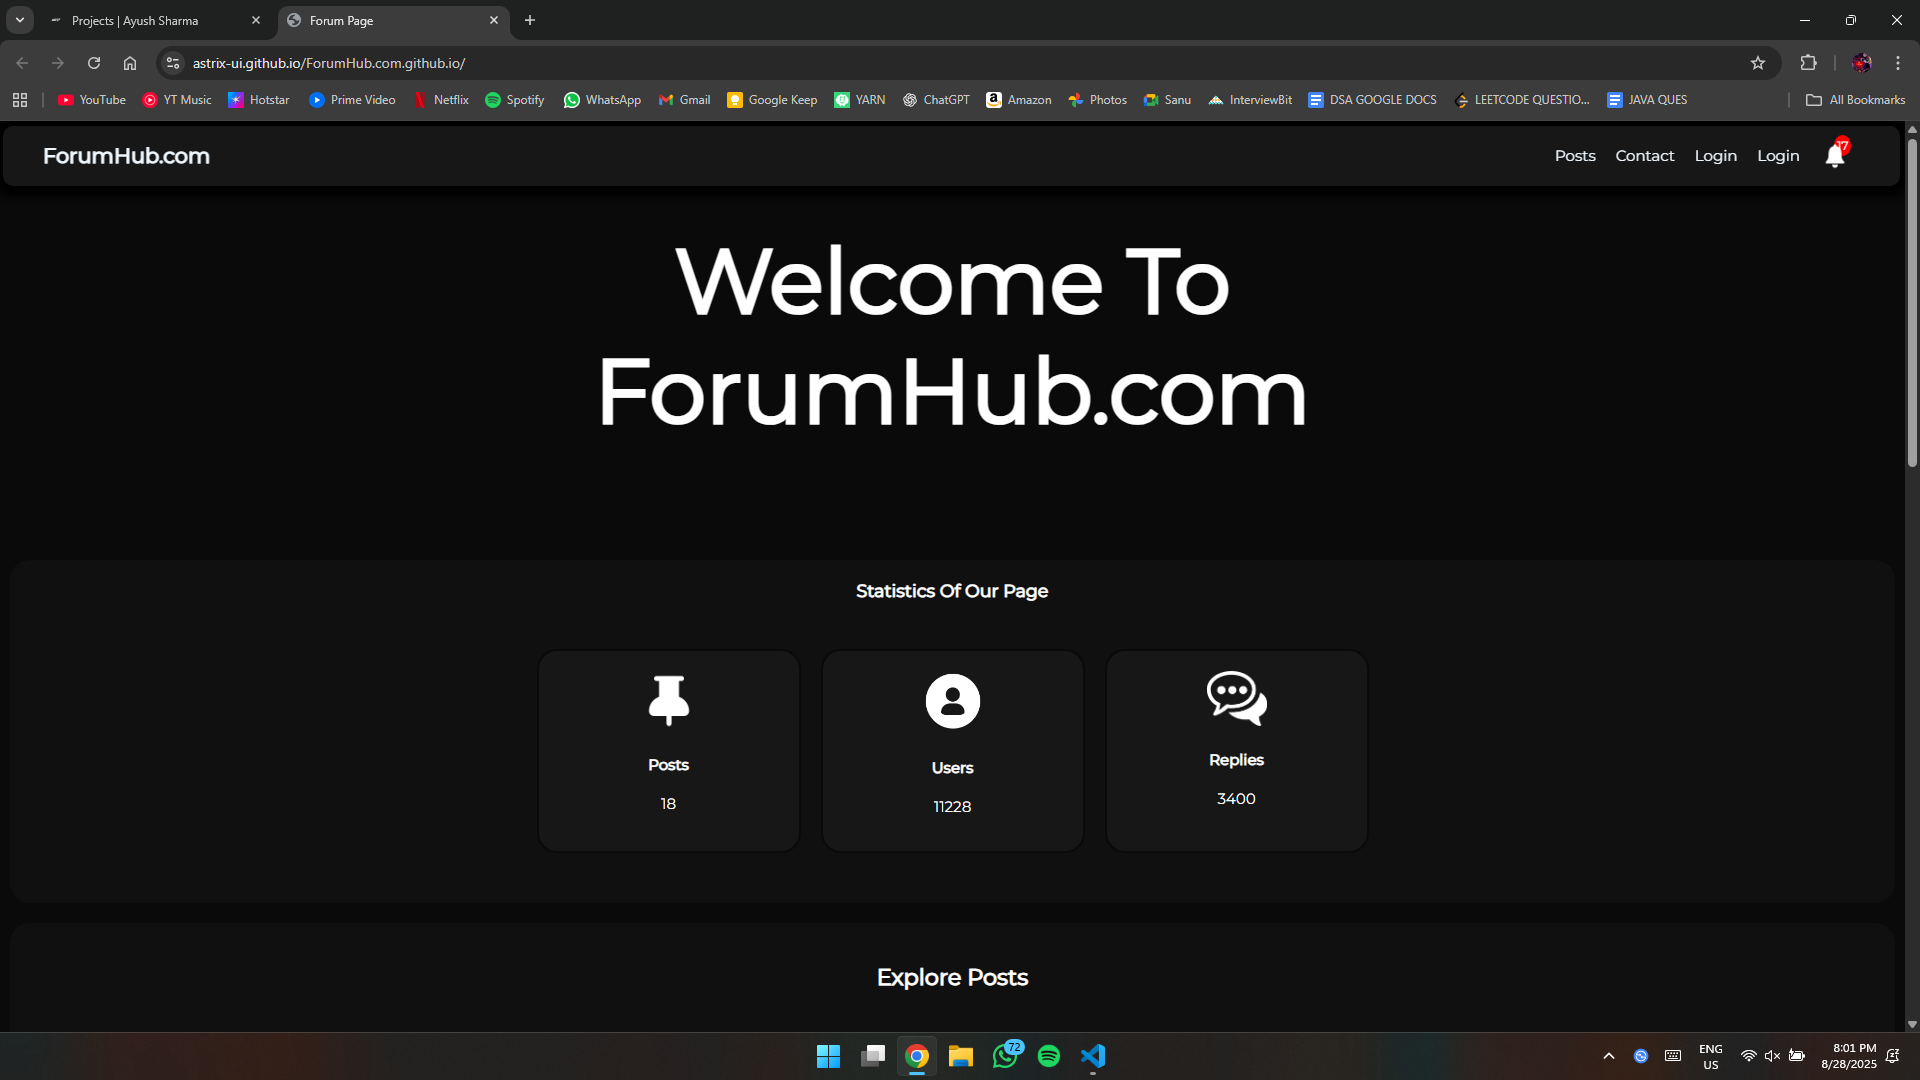 Projects | Ayush Sharma
Forum Page
astrix-ui.github.io/ForumHub.com.github.io/
YouTube YT Music Hotstar Prime Video Netflix Spotify WhatsApp Gmail Google Keep YARN ChatGPT Amazon Photos Sanu InterviewBit DSA GOOGLE DOCS LEETCODE QUESTIO... JAVA QUES All Bookmarks
ForumHub.com Posts Contact Login Login 17
Welcome To
ForumHub.com
Statistics Of Our Page
Posts
18
Users
11228
Replies
3400
Explore Posts
72
ENG
US
8:01 PM
8/28/2025